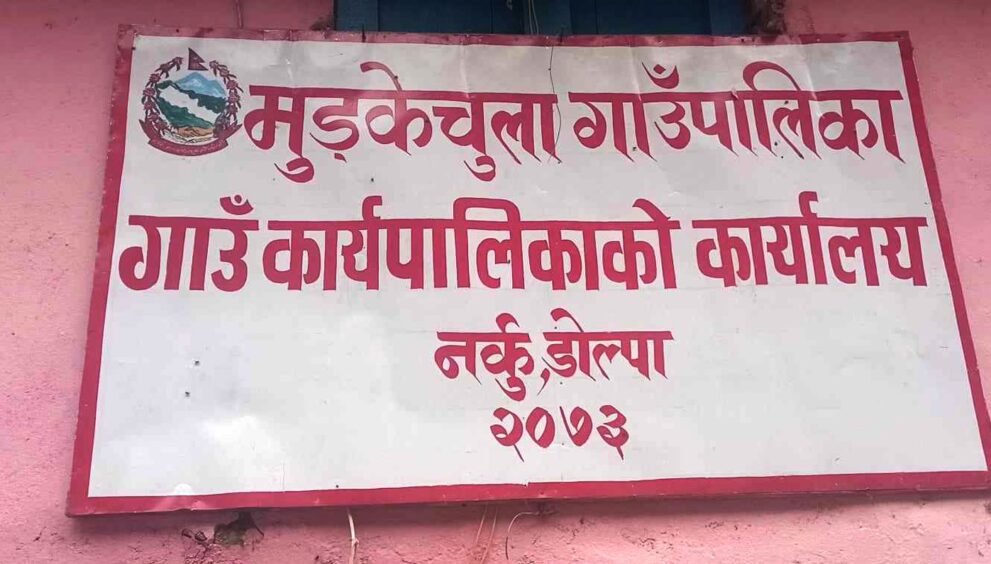 मुड्केचुला गाउँपालिका
गाउँ कार्यपालिकाको कार्यालय
नर्कु, डोल्पा
२०७३